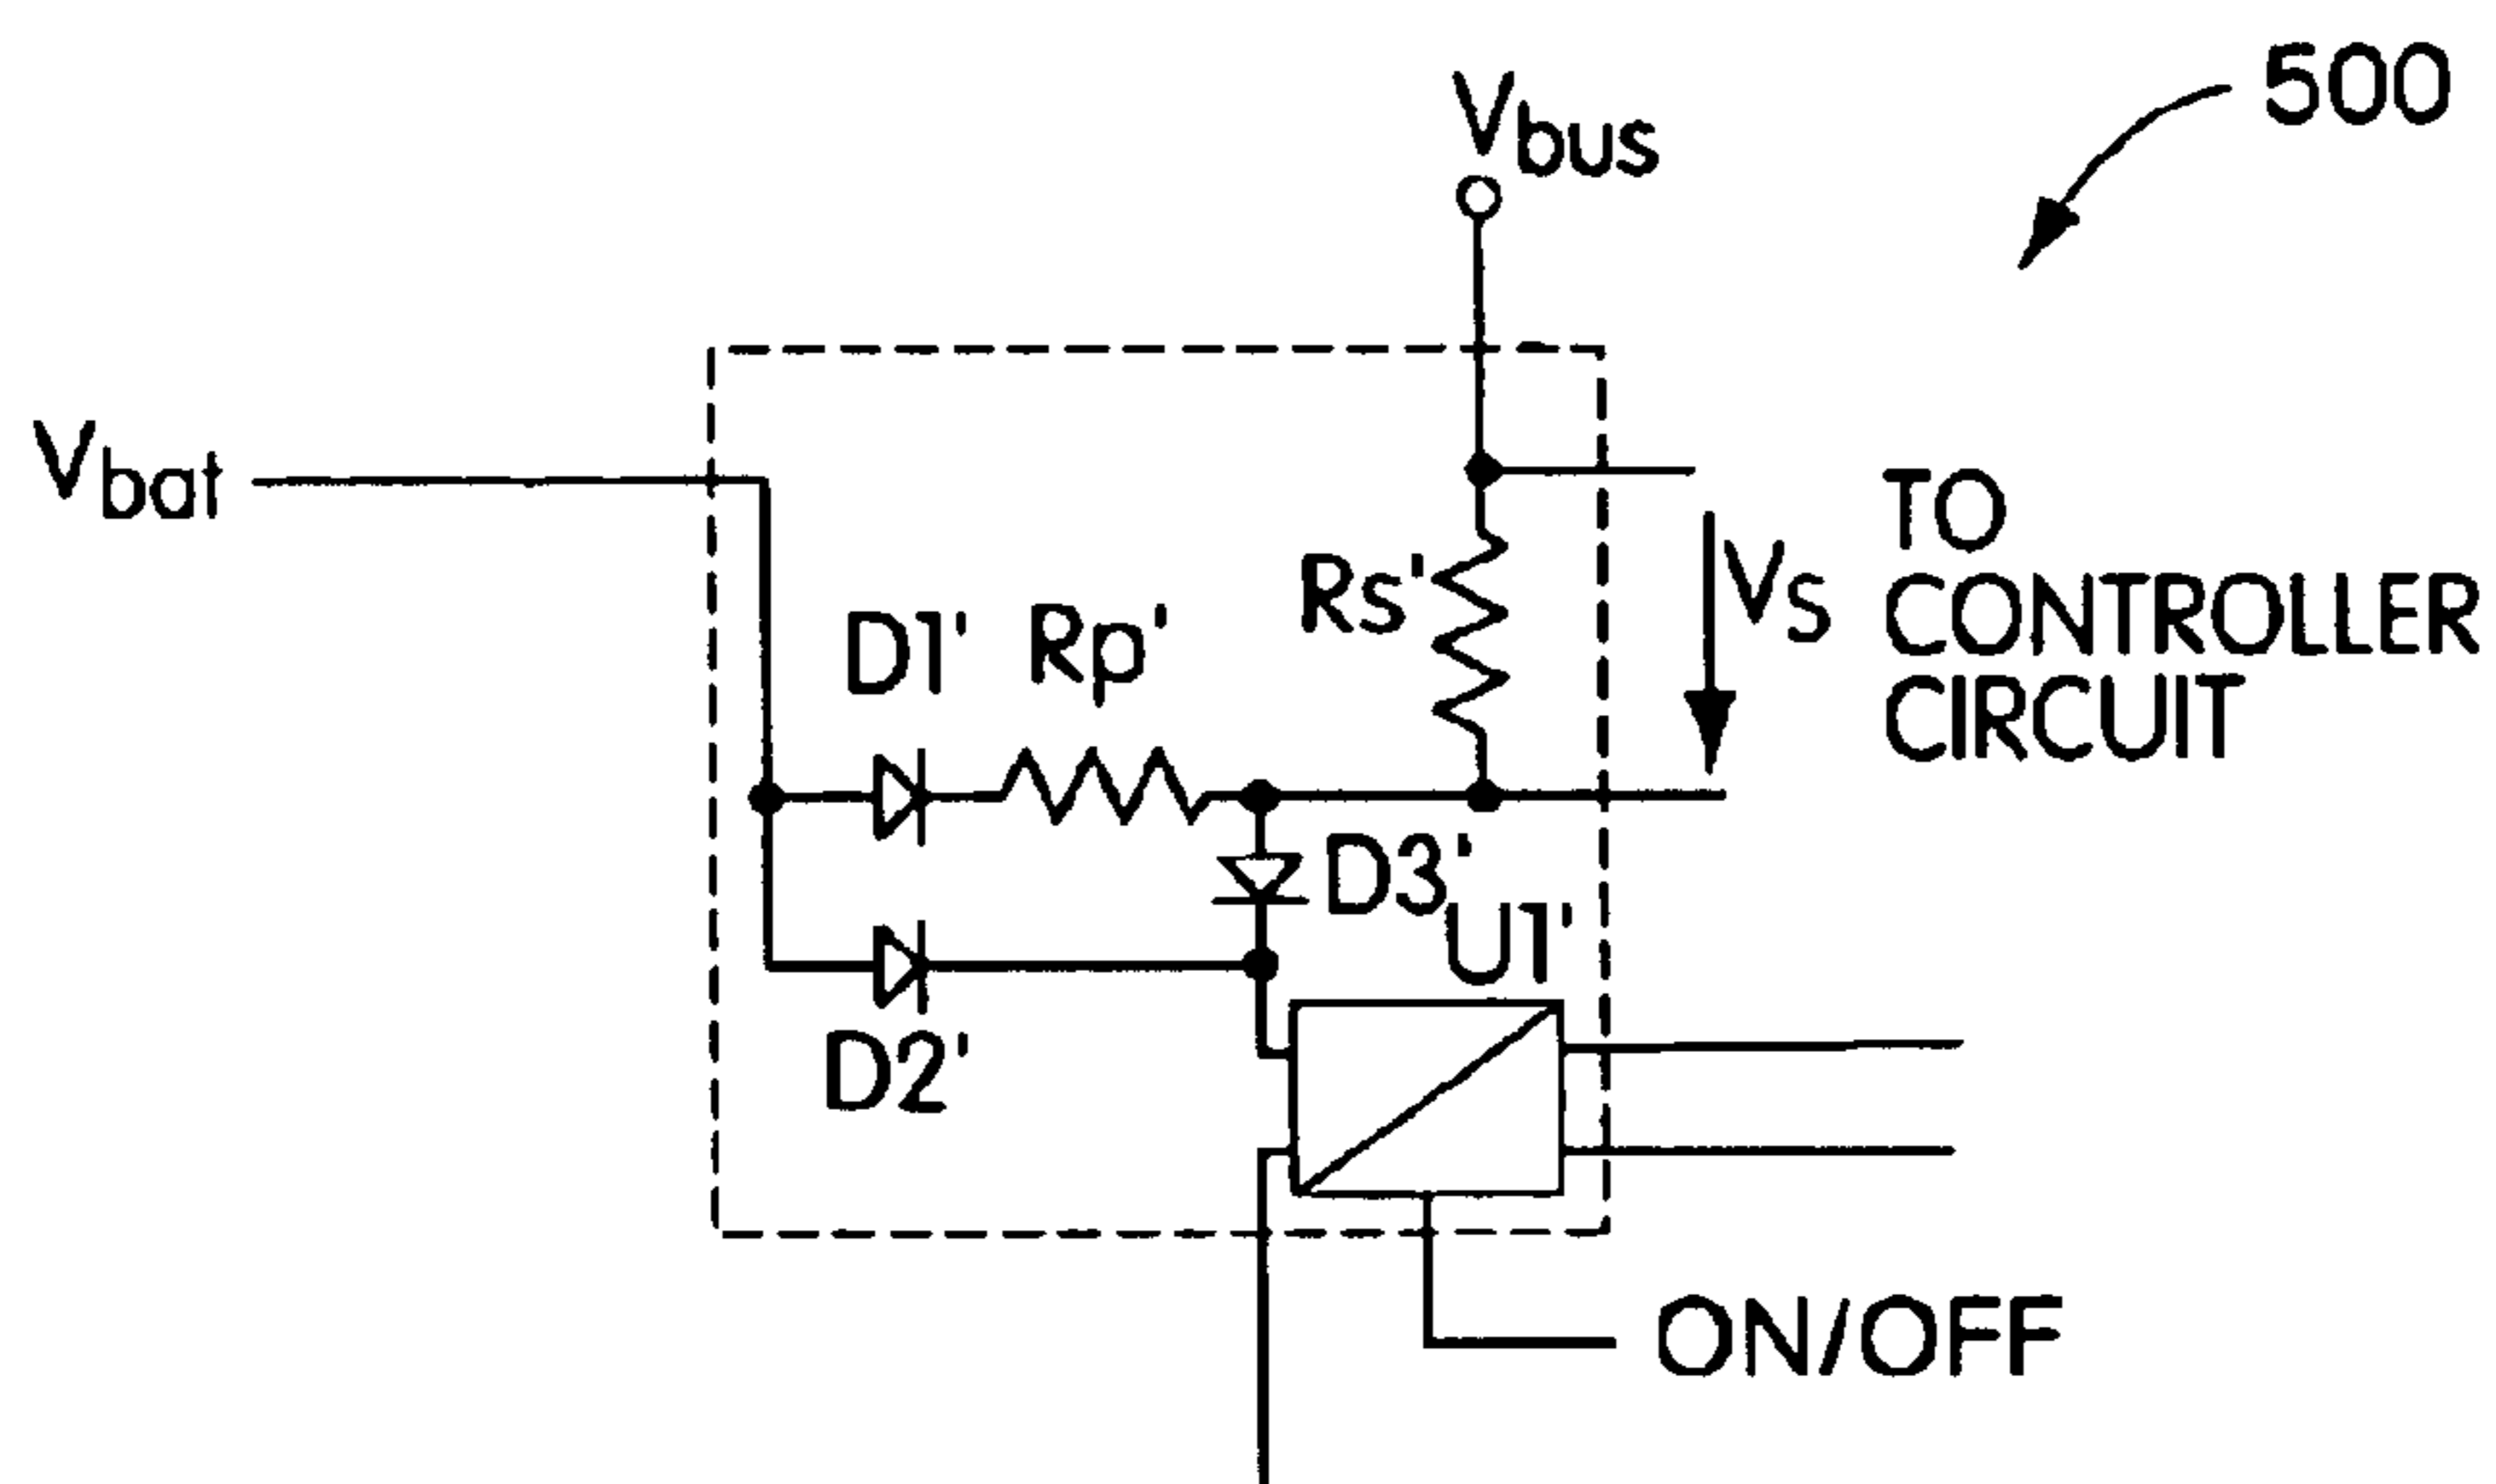 500
Vbus
Vbat
TO
CONTROLLER
CIRCUIT
Vs
Rs'
D1'
Rp'
D3'
U1'
D2'
ON/OFF